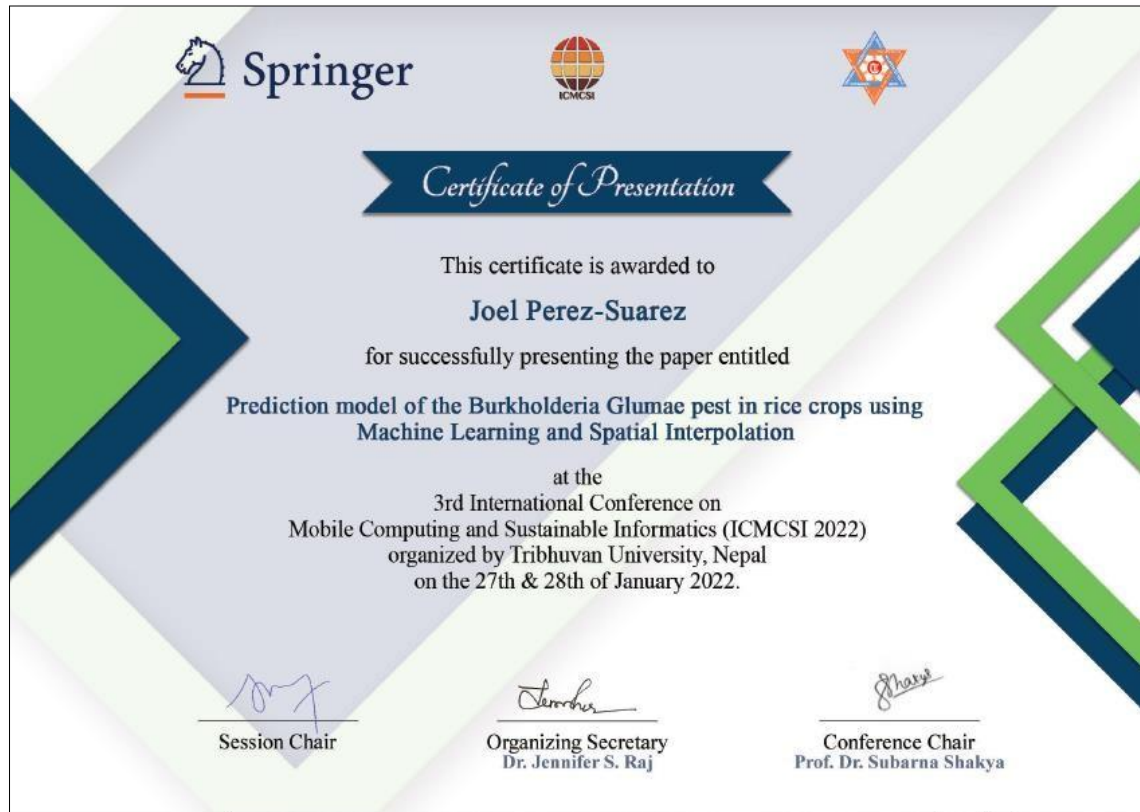 Springer
ICMCSI
Certificate of Presentation
This certificate is awarded to
Joel Perez-Suarez
for successfully presenting the paper entitled
Prediction model of the Burkholderia Glumae pest in rice crops using
Machine Learning and Spatial Interpolation
at the
3rd International Conference on
Mobile Computing and Sustainable Informatics (ICMCSI 2022)
organized by Tribhuvan University, Nepal
on the 27th & 28th of January 2022.
Session Chair
Organizing Secretary
Dr. Jennifer S. Raj
Conference Chair
Prof. Dr. Subarna Shakya